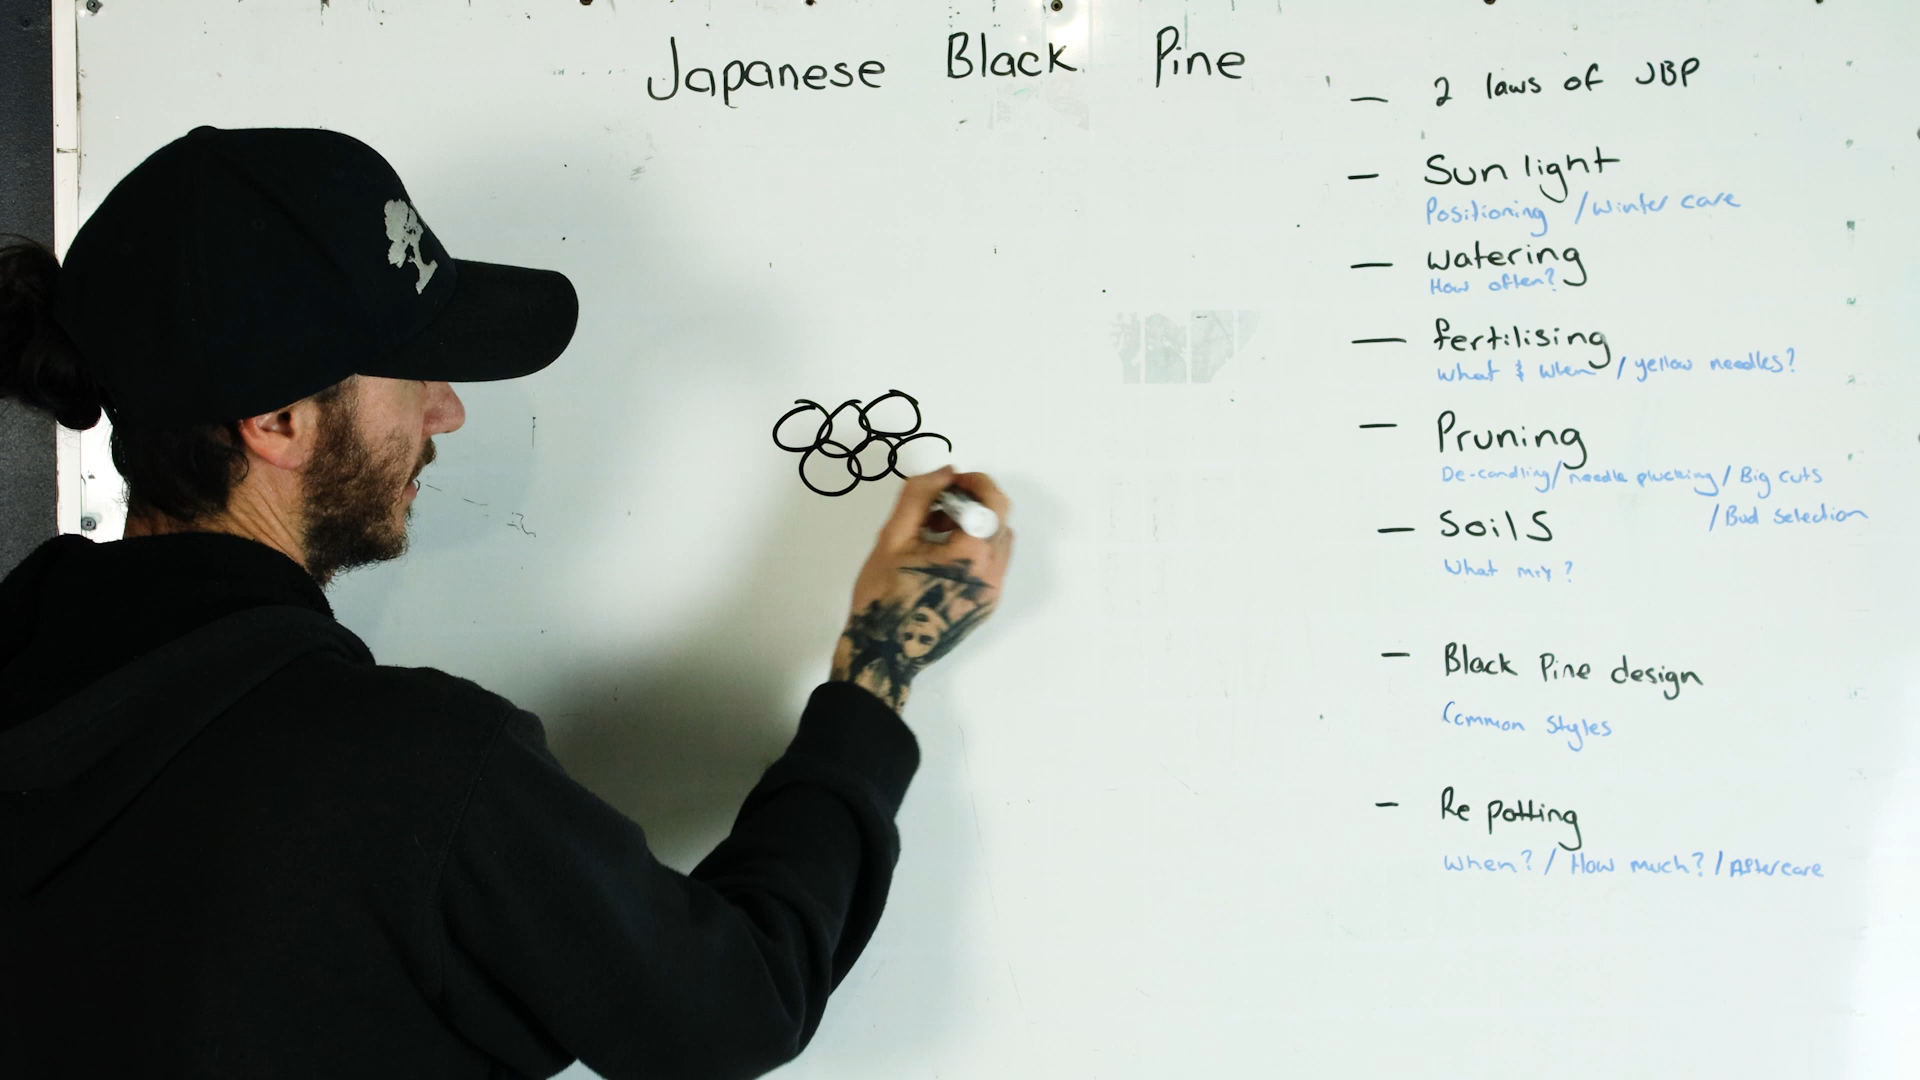 Japanese Black Pine
— 2 laws of JBP
— Sun light
Positioning / Winter care
— watering
How often?
— fertilising
What & When / yellow needles?
— Pruning
De-candling / needle plucking / Big cuts
/ Bud Selection
— Soils
What mix?
— Black Pine design
Common Styles
— Re potting
When? / How much? / Aftercare